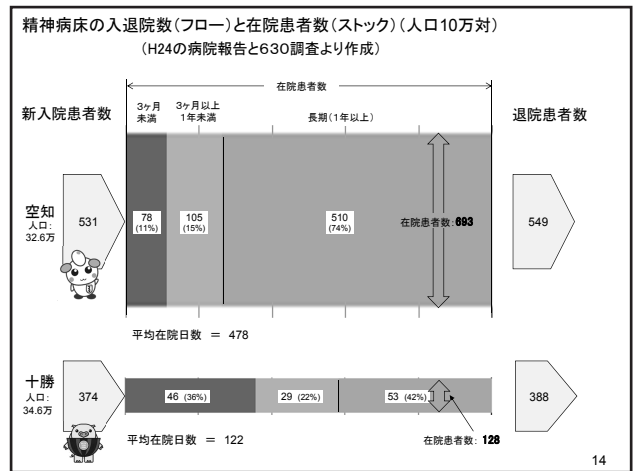 精神病床の入退院数(フロー)と在院患者数(ストック)(人口10万対)
(H24の病院報告と630調査より作成)
在院患者数
新入院患者数
3ヶ月
未満
3ヶ月以上
1年未満
長期(1年以上)
退院患者数
空知
人口:
32.6万
531
78
(11%)
105
(15%)
510
(74%)
在院患者数:693
549
平均在院日数 = 478
十勝
人口:
34.6万
374
46 (36%)
29 (22%)
53 (42%)
388
平均在院日数 = 122
在院患者数: 128
14